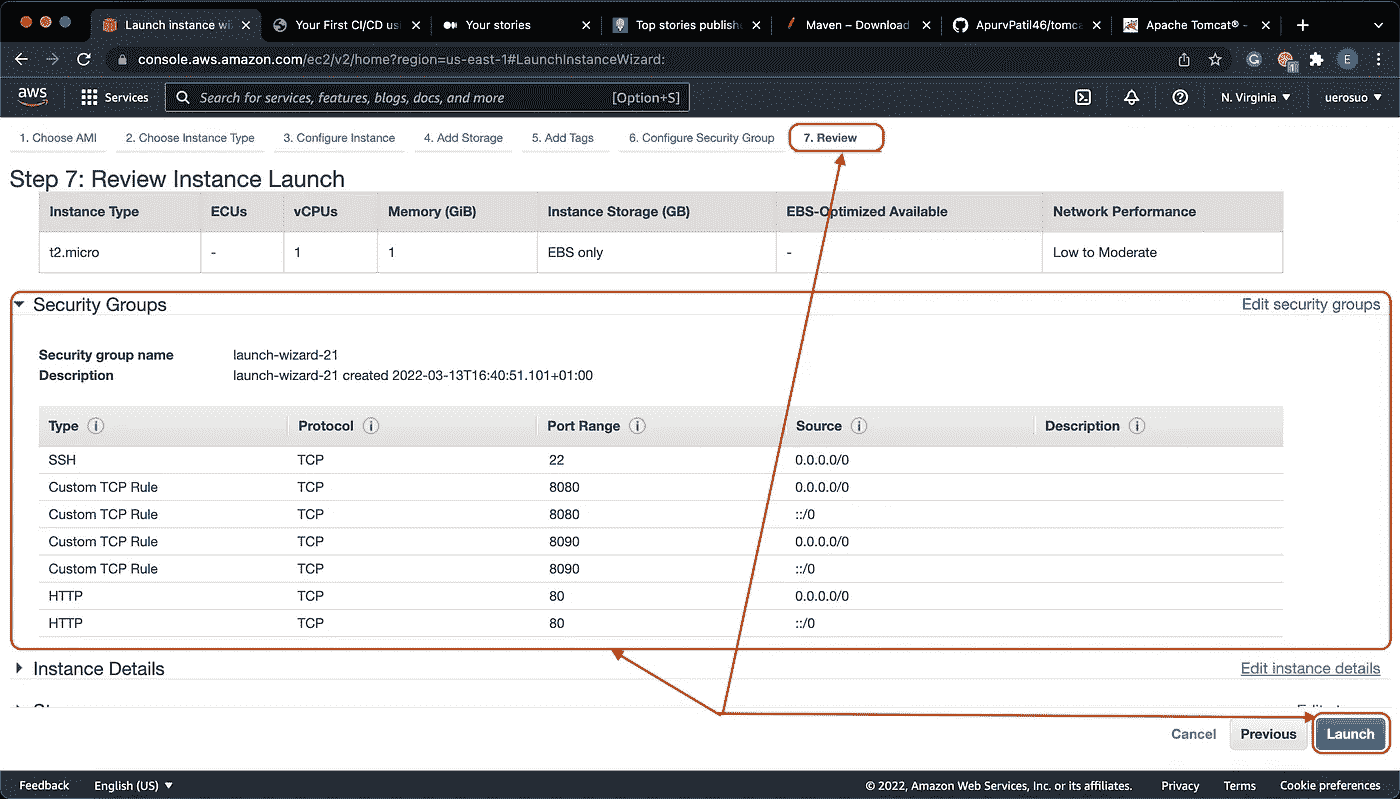 Launch instance wi
Your First CI/CD us
Your stories
Top stories publish
Maven – Download
ApurvPatil46/tomca
Apache Tomcat® -
console.aws.amazon.com/ec2/v2/home?region=us-east-1#LaunchInstanceWizard:
G
1
E
aws
Services
Search for services, features, blogs, docs, and more
[Option+S]
N. Virginia
uerosuo
1. Choose AMI
2. Choose Instance Type
3. Configure Instance
4. Add Storage
5. Add Tags
6. Configure Security Group
7. Review
Step 7: Review Instance Launch
Instance Type ECUs vCPUs Memory (GiB) Instance Storage (GB) EBS-Optimized Available Network Performance
t2.micro - 1 1 EBS only - Low to Moderate
Security Groups
Edit security groups
Security group name launch-wizard-21
Description launch-wizard-21 created 2022-03-13T16:40:51.101+01:00
Type Protocol Port Range Source Description
SSH TCP 22 0.0.0.0/0
Custom TCP Rule TCP 8080 0.0.0.0/0
Custom TCP Rule TCP 8080 ::/0
Custom TCP Rule TCP 8090 0.0.0.0/0
Custom TCP Rule TCP 8090 ::/0
HTTP TCP 80 0.0.0.0/0
HTTP TCP 80 ::/0
Instance Details
Edit instance details
Cancel
Previous
Launch
Feedback
English (US)
© 2022, Amazon Web Services, Inc. or its affiliates.
Privacy
Terms
Cookie preferences